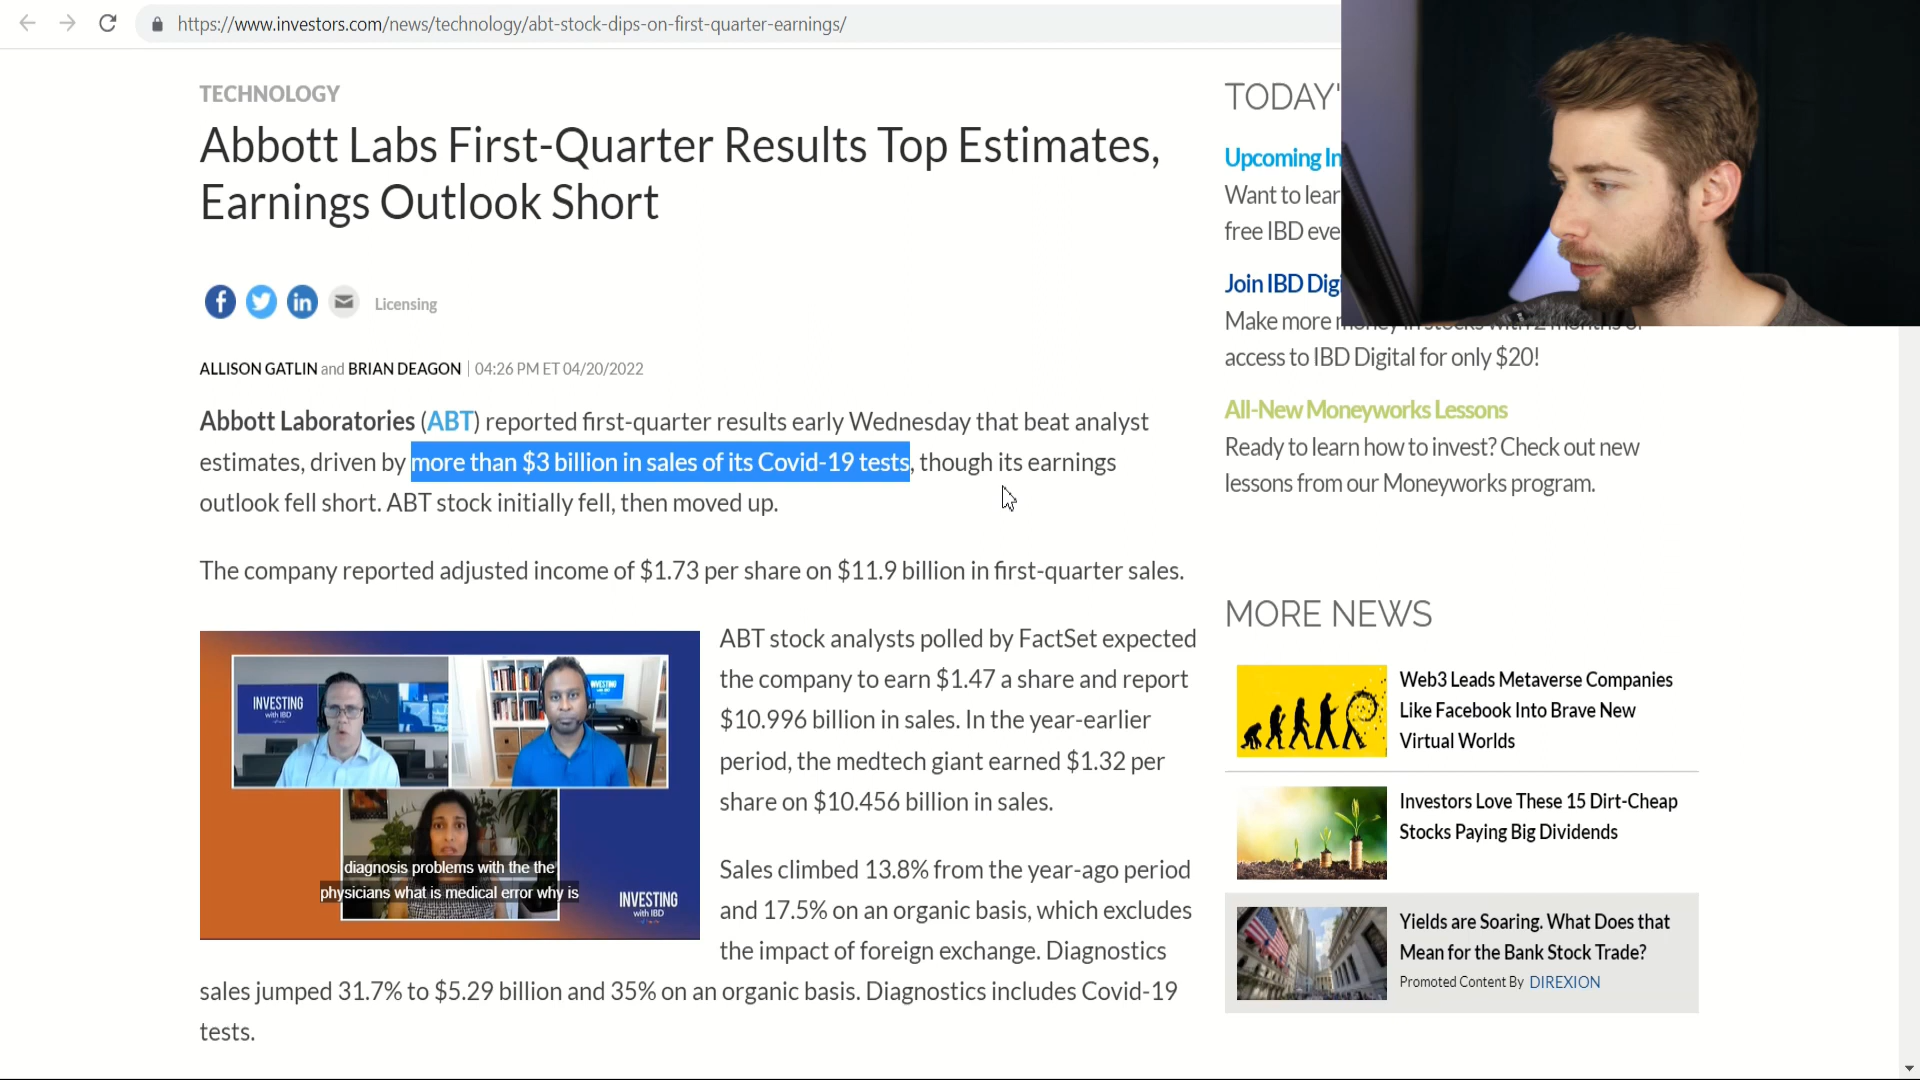 https://www.investors.com/news/technology/abt-stock-dips-on-first-quarter-earnings/
TECHNOLOGY
Abbott Labs First-Quarter Results Top Estimates,
Earnings Outlook Short
Licensing
ALLISON GATLIN and BRIAN DEAGON | 04:26 PM ET 04/20/2022
Abbott Laboratories (ABT) reported first-quarter results early Wednesday that beat analyst
estimates, driven by more than $3 billion in sales of its Covid-19 tests, though its earnings
outlook fell short. ABT stock initially fell, then moved up.
The company reported adjusted income of $1.73 per share on $11.9 billion in first-quarter sales.
INVESTING
with IBD
INVESTING
diagnosis problems with the the
physicians what is medical error why is
INVESTING
with IBD
ABT stock analysts polled by FactSet expected
the company to earn $1.47 a share and report
$10.996 billion in sales. In the year-earlier
period, the medtech giant earned $1.32 per
share on $10.456 billion in sales.
Sales climbed 13.8% from the year-ago period
and 17.5% on an organic basis, which excludes
the impact of foreign exchange. Diagnostics
sales jumped 31.7% to $5.29 billion and 35% on an organic basis. Diagnostics includes Covid-19
tests.
TODAY'
Upcoming In
Want to lear
free IBD eve
Join IBD Digi
Make more money in stocks with 2 months of
access to IBD Digital for only $20!
All-New Moneyworks Lessons
Ready to learn how to invest? Check out new
lessons from our Moneyworks program.
MORE NEWS
Web3 Leads Metaverse Companies
Like Facebook Into Brave New
Virtual Worlds
Investors Love These 15 Dirt-Cheap
Stocks Paying Big Dividends
Yields are Soaring. What Does that
Mean for the Bank Stock Trade?
Promoted Content By DIREXION